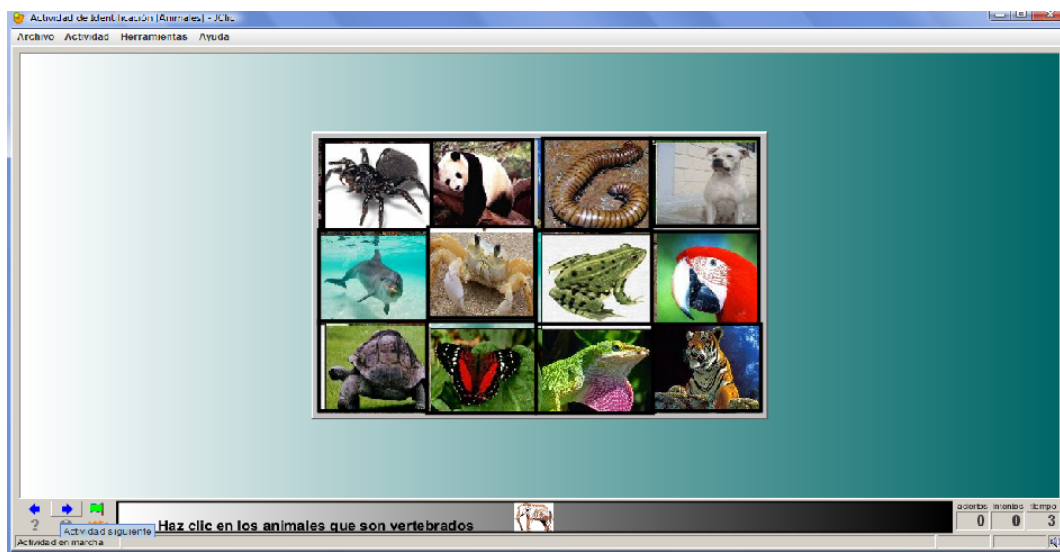 Actividad de Identificación (Animales) - JClic
Archivo Actividad Herramientas Ayuda
Haz clic en los animales que son vertebrados
aciertos intentos tiempo
0 0 3
Actividad siguiente
Actividad en marcha